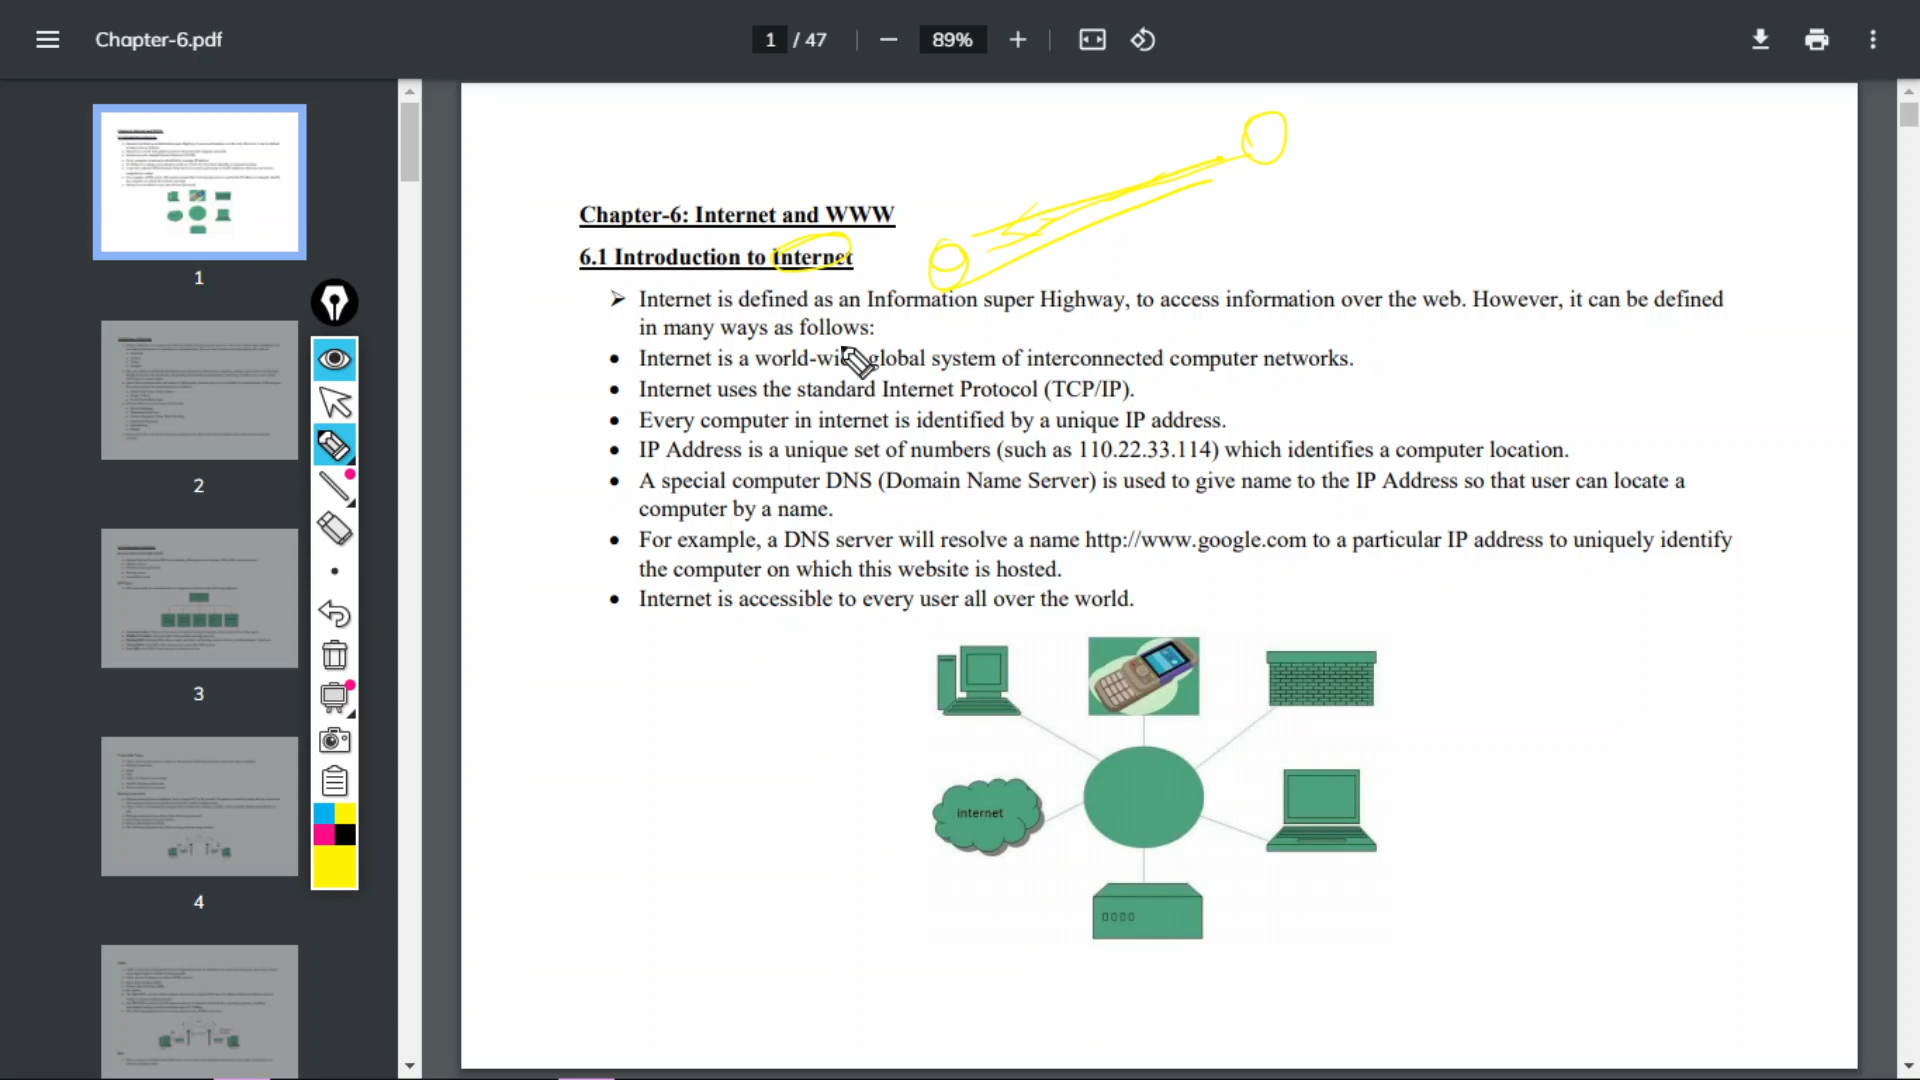 Chapter-6.pdf
1 / 47
89%
1
2
3
4
Chapter-6: Internet and WWW
6.1 Introduction to internet
➢ Internet is defined as an Information super Highway, to access information over the web. However, it can be defined
in many ways as follows:
• Internet is a world-wide global system of interconnected computer networks.
• Internet uses the standard Internet Protocol (TCP/IP).
• Every computer in internet is identified by a unique IP address.
• IP Address is a unique set of numbers (such as 110.22.33.114) which identifies a computer location.
• A special computer DNS (Domain Name Server) is used to give name to the IP Address so that user can locate a
computer by a name.
• For example, a DNS server will resolve a name http://www.google.com to a particular IP address to uniquely identify
the computer on which this website is hosted.
• Internet is accessible to every user all over the world.
internet